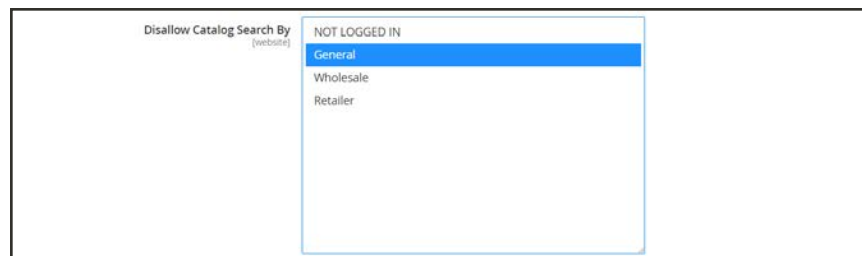 Disallow Catalog Search By
[website]
NOT LOGGED IN
General
Wholesale
Retailer